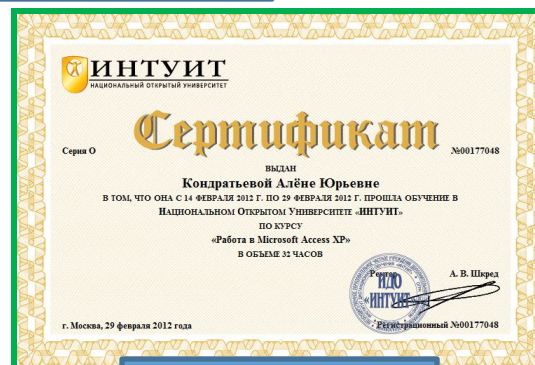 ИНТУИТ
НАЦИОНАЛЬНЫЙ ОТКРЫТЫЙ УНИВЕРСИТЕТ
Сертификат
Серия О №00177048
ВЫДАН
Кондратьевой Алёне Юрьевне
В ТОМ, ЧТО ОНА С 14 ФЕВРАЛЯ 2012 Г. ПО 29 ФЕВРАЛЯ 2012 Г. ПРОШЛА ОБУЧЕНИЕ В
НАЦИОНАЛЬНОМ ОТКРЫТОМ УНИВЕРСИТЕТЕ «ИНТУИТ»
ПО КУРСУ
«Работа в Microsoft Access XP»
В ОБЪЕМЕ 32 ЧАСОВ
Ректор А. В. Шкред
ИДО
«ИНТУИТ»
г. Москва, 29 февраля 2012 года Регистрационный №00177048